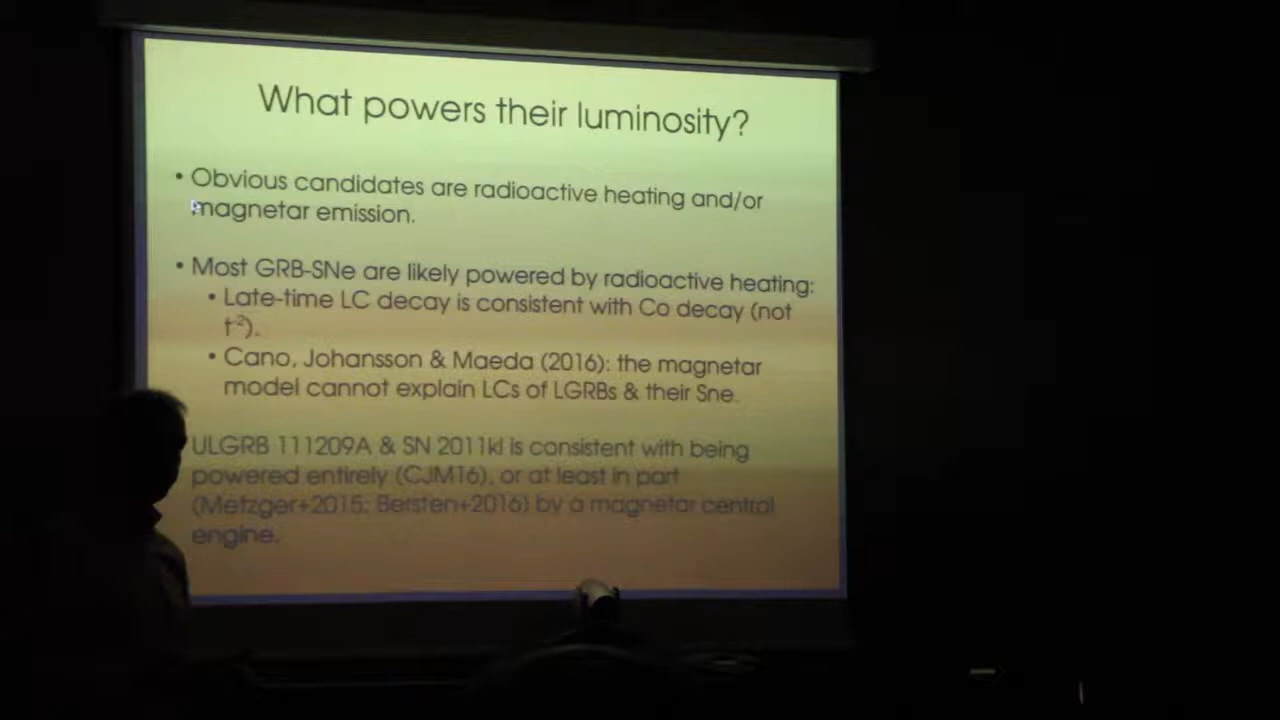 What powers their luminosity?
• Obvious candidates are radioactive heating and/or
magnetar emission.
• Most GRB-SNe are likely powered by radioactive heating:
• Late-time LC decay is consistent with Co decay (not
t⁻²).
• Cano, Johansson & Maeda (2016): the magnetar
model cannot explain LCs of LGRBs & their Sne.
ULGRB 111209A & SN 2011kl is consistent with being
powered entirely (CJM16), or at least in part
(Metzger+2015; Bersten+2016) by a magnetar central
engine.